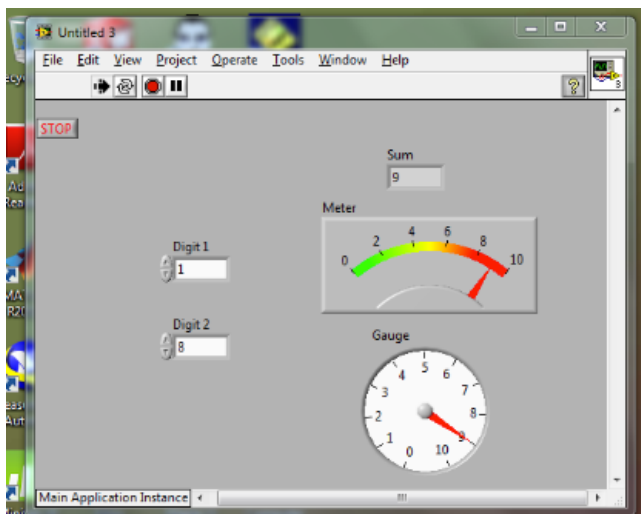 Untitled 3
File Edit View Project Operate Tools Window Help
3
STOP
Sum
9
Meter
0 2 4 6 8 10
Digit 1
1
Digit 2
8
Gauge
0 1 2 3 4 5 6 7 8 9 10
Main Application Instance